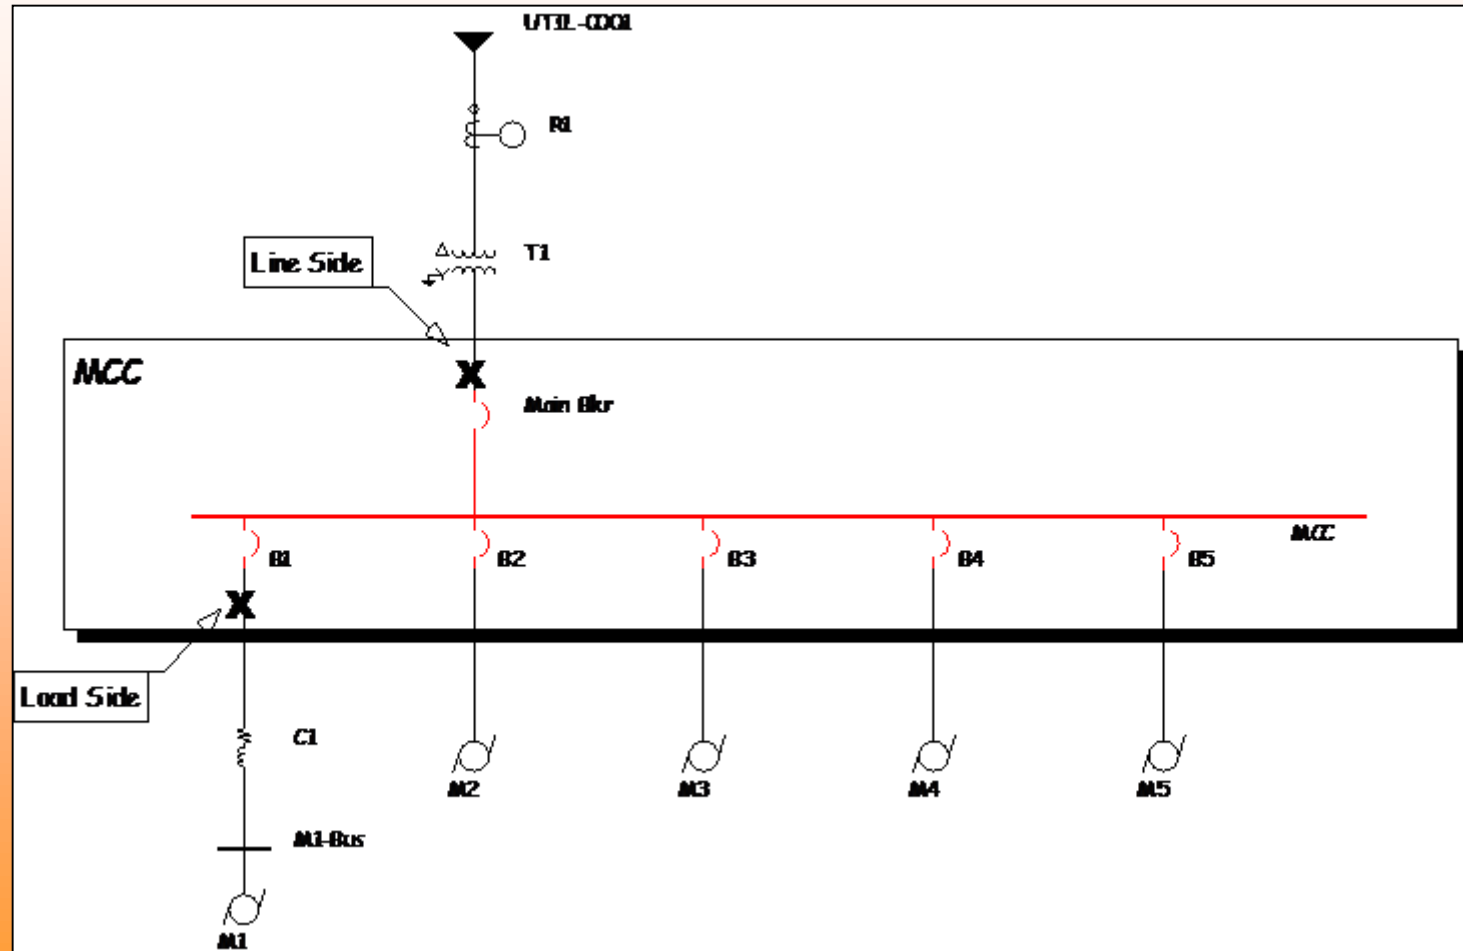 UTIL-0001
R1
T1
Line Side
MCC
Main Bkr
MCC
B1
B2
B3
B4
B5
Load Side
C1
M2
M3
M4
M5
M1-Bus
M1